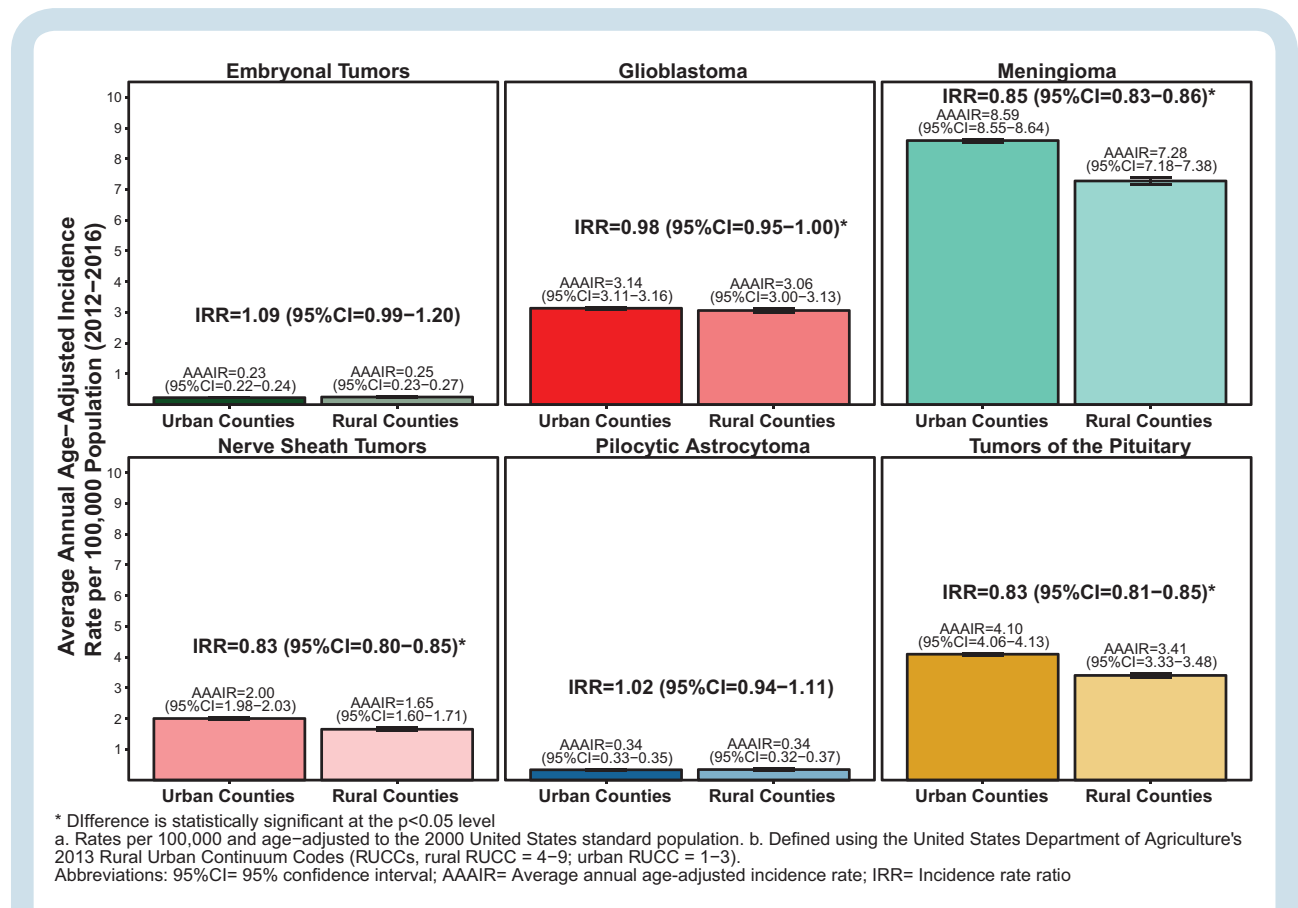 Average Annual Age−Adjusted Incidence
Rate per 100,000 Population (2012−2016)
Embryonal Tumors
10
9
8
7
6
5
4
3
2
1
IRR=1.09 (95%CI=0.99−1.20)
AAAIR=0.23
(95%CI=0.22−0.24)
AAAIR=0.25
(95%CI=0.23−0.27)
Urban Counties
Rural Counties
Glioblastoma
IRR=0.98 (95%CI=0.95−1.00)*
AAAIR=3.14
(95%CI=3.11−3.16)
AAAIR=3.06
(95%CI=3.00−3.13)
Urban Counties
Rural Counties
Meningioma
IRR=0.85 (95%CI=0.83−0.86)*
AAAIR=8.59
(95%CI=8.55−8.64)
AAAIR=7.28
(95%CI=7.18−7.38)
Urban Counties
Rural Counties
Nerve Sheath Tumors
10
9
8
7
6
5
4
3
2
1
IRR=0.83 (95%CI=0.80−0.85)*
AAAIR=2.00
(95%CI=1.98−2.03)
AAAIR=1.65
(95%CI=1.60−1.71)
Urban Counties
Rural Counties
Pilocytic Astrocytoma
IRR=1.02 (95%CI=0.94−1.11)
AAAIR=0.34
(95%CI=0.33−0.35)
AAAIR=0.34
(95%CI=0.32−0.37)
Urban Counties
Rural Counties
Tumors of the Pituitary
IRR=0.83 (95%CI=0.81−0.85)*
AAAIR=4.10
(95%CI=4.06−4.13)
AAAIR=3.41
(95%CI=3.33−3.48)
Urban Counties
Rural Counties
* DIfference is statistically significant at the p<0.05 level
a. Rates per 100,000 and age−adjusted to the 2000 United States standard population. b. Defined using the United States Department of Agriculture's
2013 Rural Urban Continuum Codes (RUCCs, rural RUCC = 4−9; urban RUCC = 1−3).
Abbreviations: 95%CI= 95% confidence interval; AAAIR= Average annual age-adjusted incidence rate; IRR= Incidence rate ratio